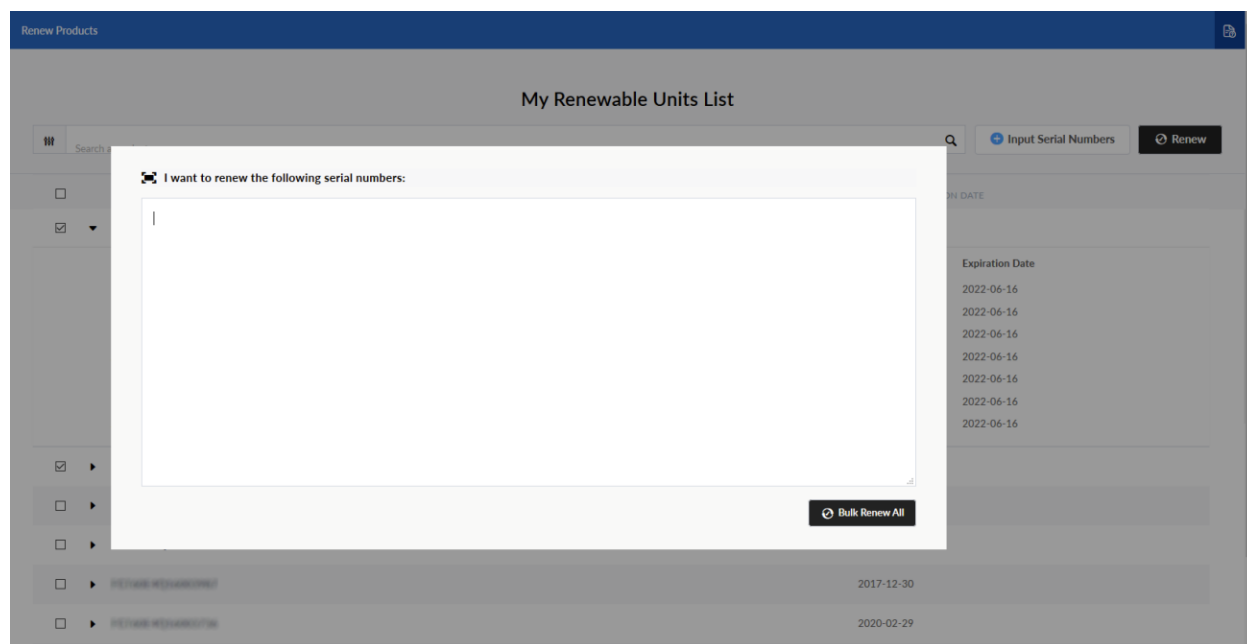 Renew Products
My Renewable Units List
Search
Input Serial Numbers
Renew
I want to renew the following serial numbers:
DATE
Expiration Date
2022-06-16
2022-06-16
2022-06-16
2022-06-16
2022-06-16
2022-06-16
2022-06-16
Bulk Renew All
2017-12-30
2020-02-29